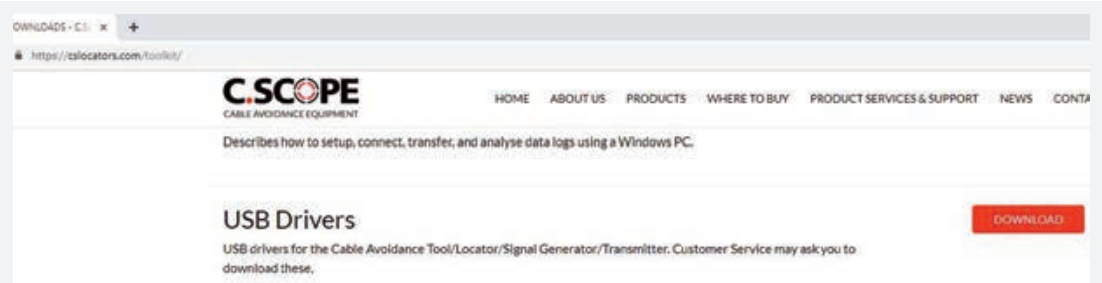 OWNLOADS - C.S
https://cslocators.com/toolkit/
C.SCOPE
CABLE AVOIDANCE EQUIPMENT
HOME ABOUT US PRODUCTS WHERE TO BUY PRODUCT SERVICES & SUPPORT NEWS CONTA
Describes how to setup, connect, transfer, and analyse data logs using a Windows PC.
USB Drivers
DOWNLOAD
USB drivers for the Cable Avoidance Tool/Locator/Signal Generator/Transmitter. Customer Service may ask you to
download these.